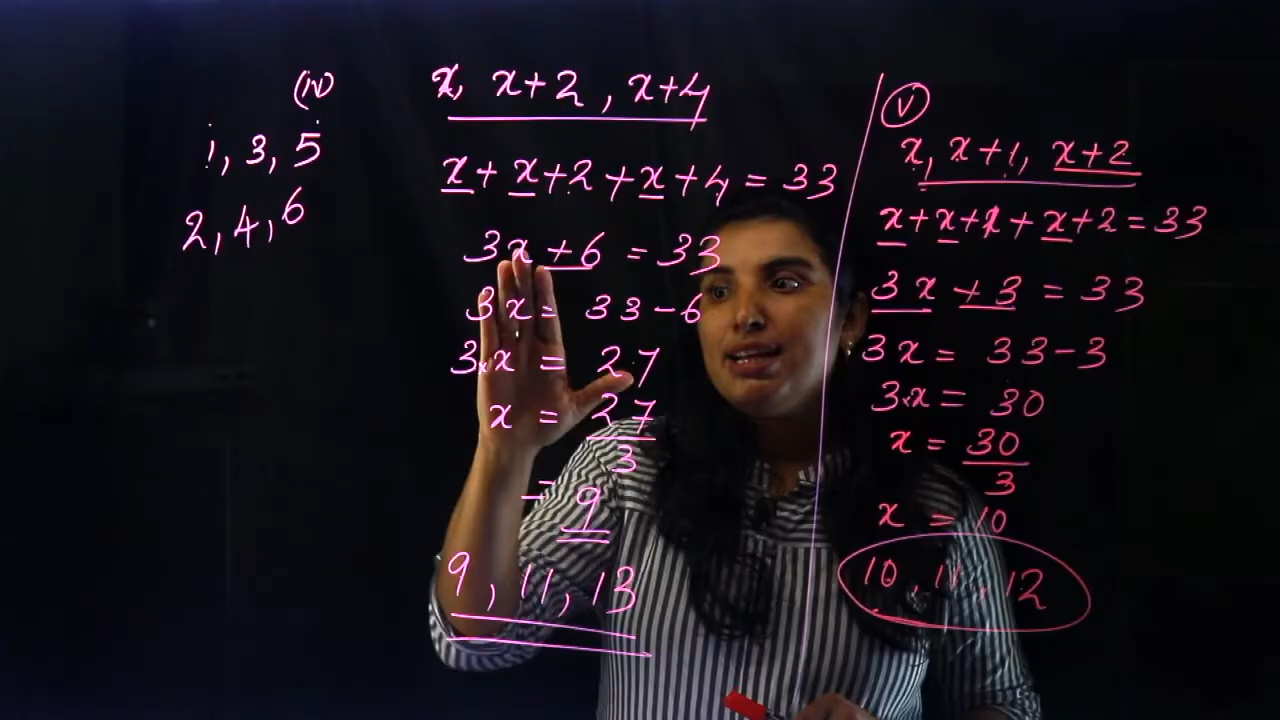 (iv)
1, 3, 5
2, 4, 6
x, x+2, x+4
x+x+2+x+4=33
3x+6=33
3x=33-6
3×x=27
x=27
3
=9
9, 11, 13
(v)
x, x+1, x+2
x+x+1+x+2=33
3x+3=33
3x=33-3
3×x=30
x=30
3
x=10
10, 11, 12